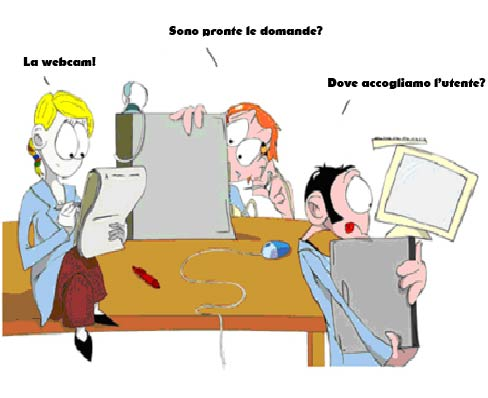 Sono pronte le domande?
La webcam!
Dove accogliamo l'utente?